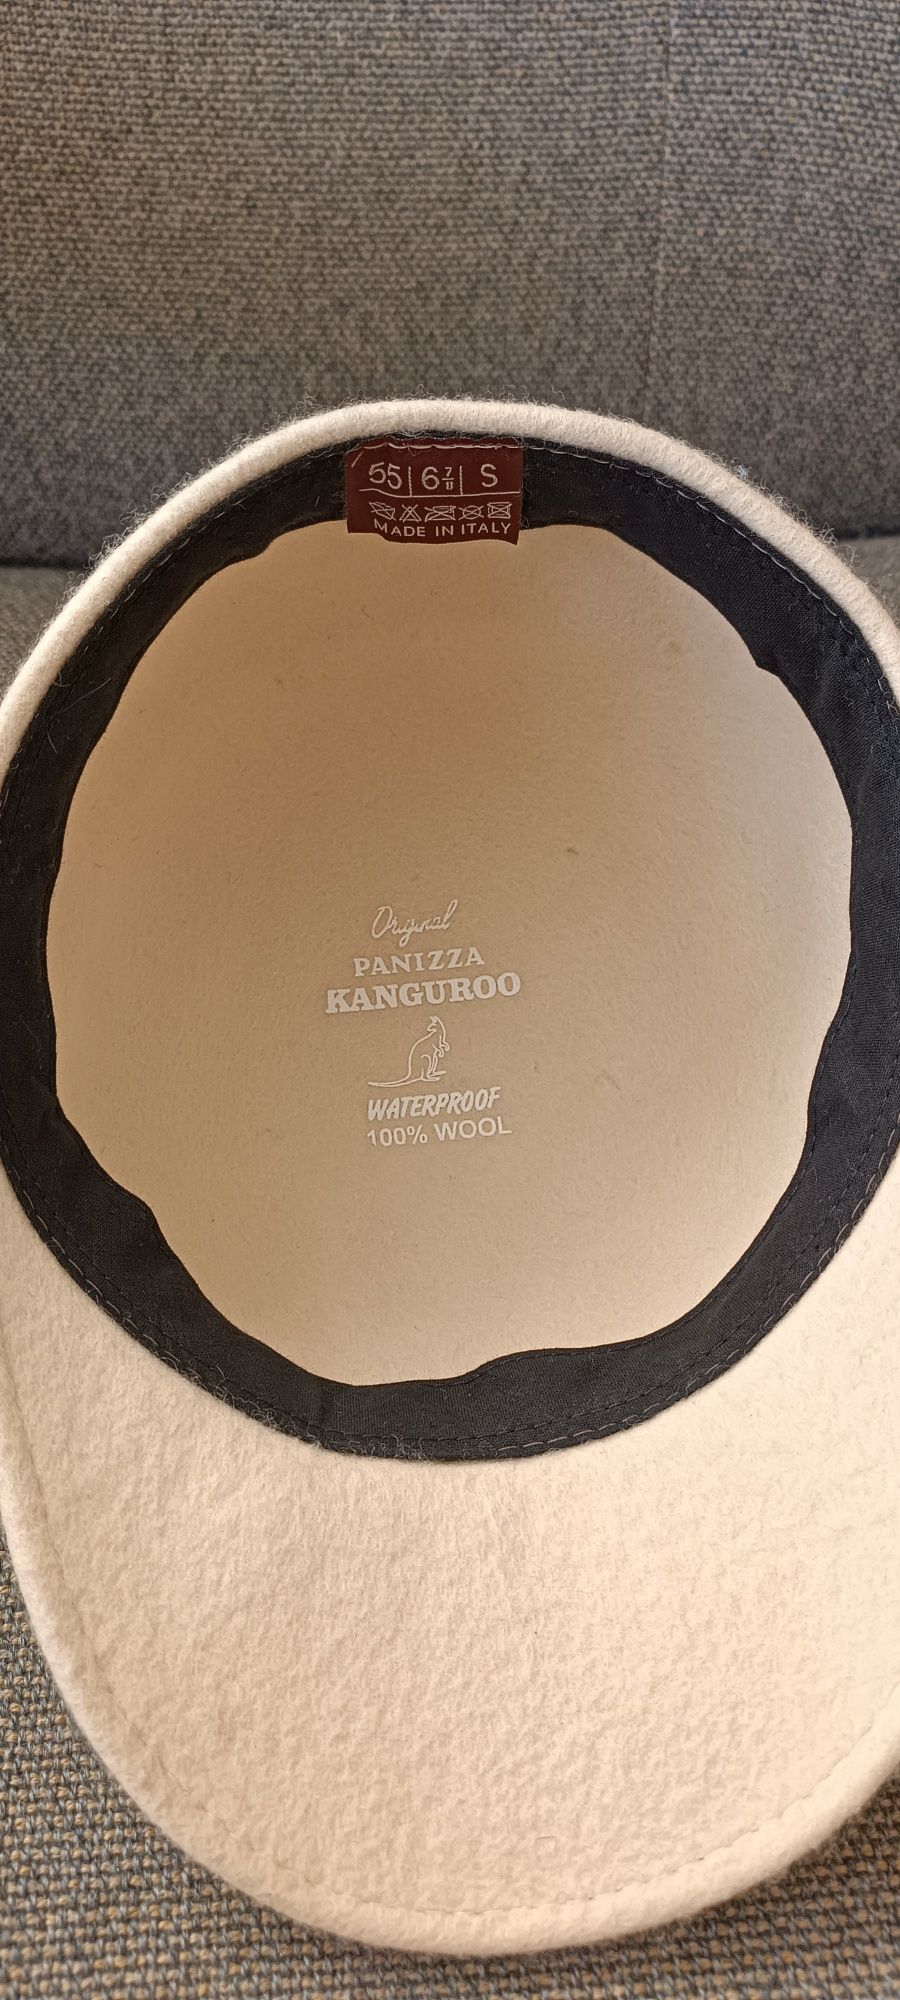 55 | 6 7/8 | S
MADE IN ITALY
Original
PANIZZA
KANGUROO
WATERPROOF
100% WOOL